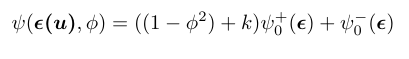 ψ(ϵ(u), ϕ) = ((1 − ϕ²) + k)ψ₀⁺(ϵ) + ψ₀⁻(ϵ)